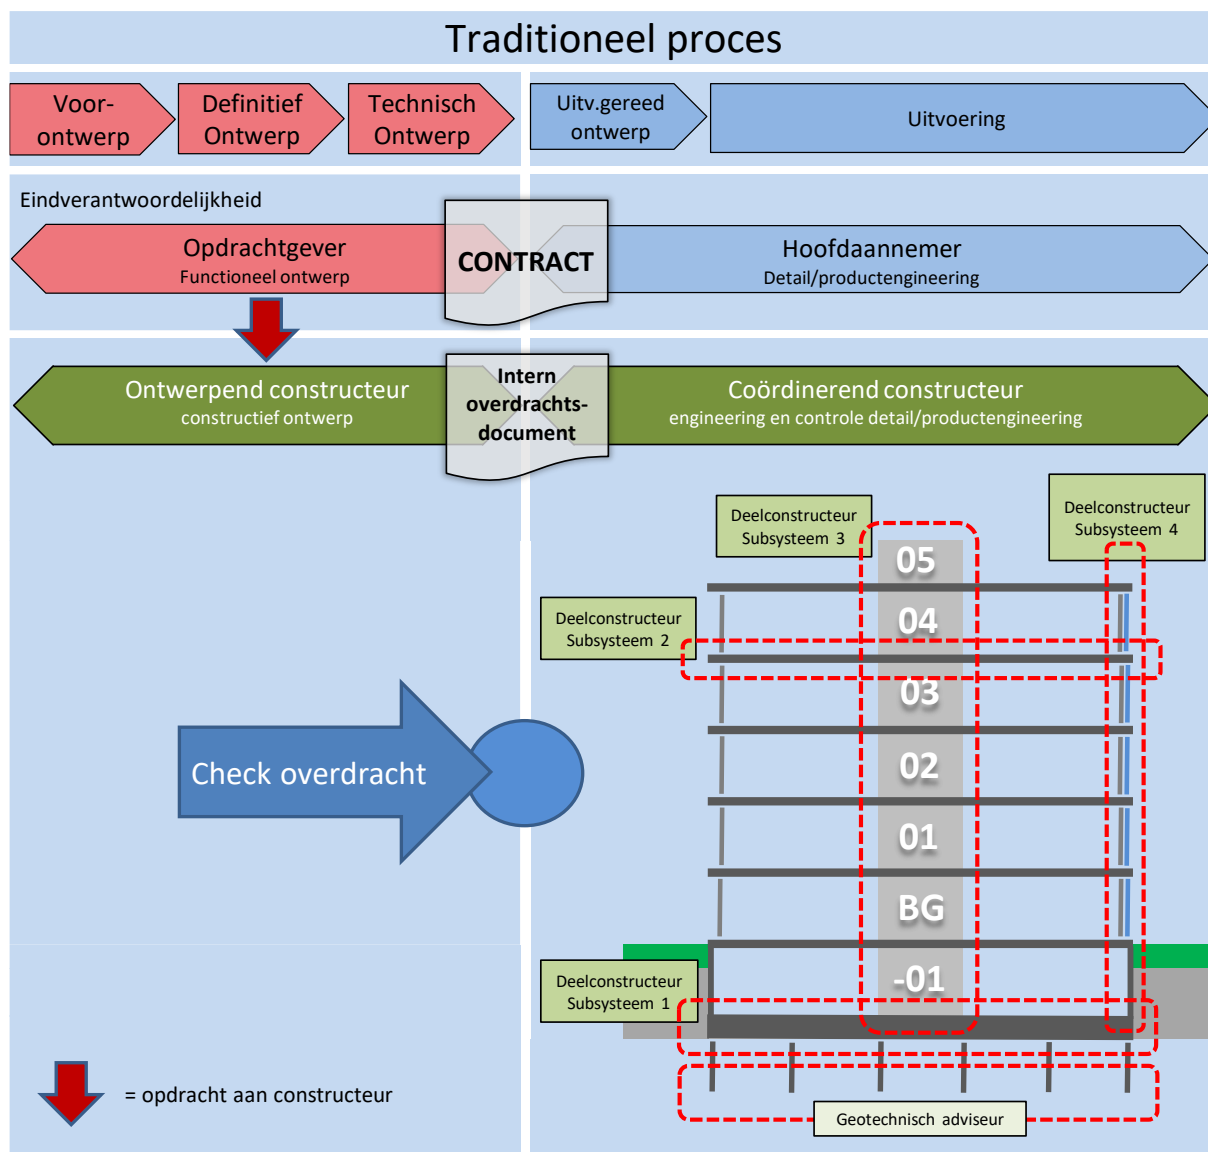 Traditioneel proces
Voor-
ontwerp
Definitief
Ontwerp
Technisch
Ontwerp
Uitv.gereed
ontwerp
Uitvoering
Eindverantwoordelijkheid
Opdrachtgever
Functioneel ontwerp
CONTRACT
Hoofdaannemer
Detail/productengineering
Ontwerpend constructeur
constructief ontwerp
Intern
overdrachts-
document
Coördinerend constructeur
engineering en controle detail/productengineering
Deelconstructeur
Subsysteem 3
Deelconstructeur
Subsysteem 4
05
Deelconstructeur
Subsysteem 2
04
03
Check overdracht
02
01
BG
Deelconstructeur
Subsysteem 1
-01
= opdracht aan constructeur
Geotechnisch adviseur